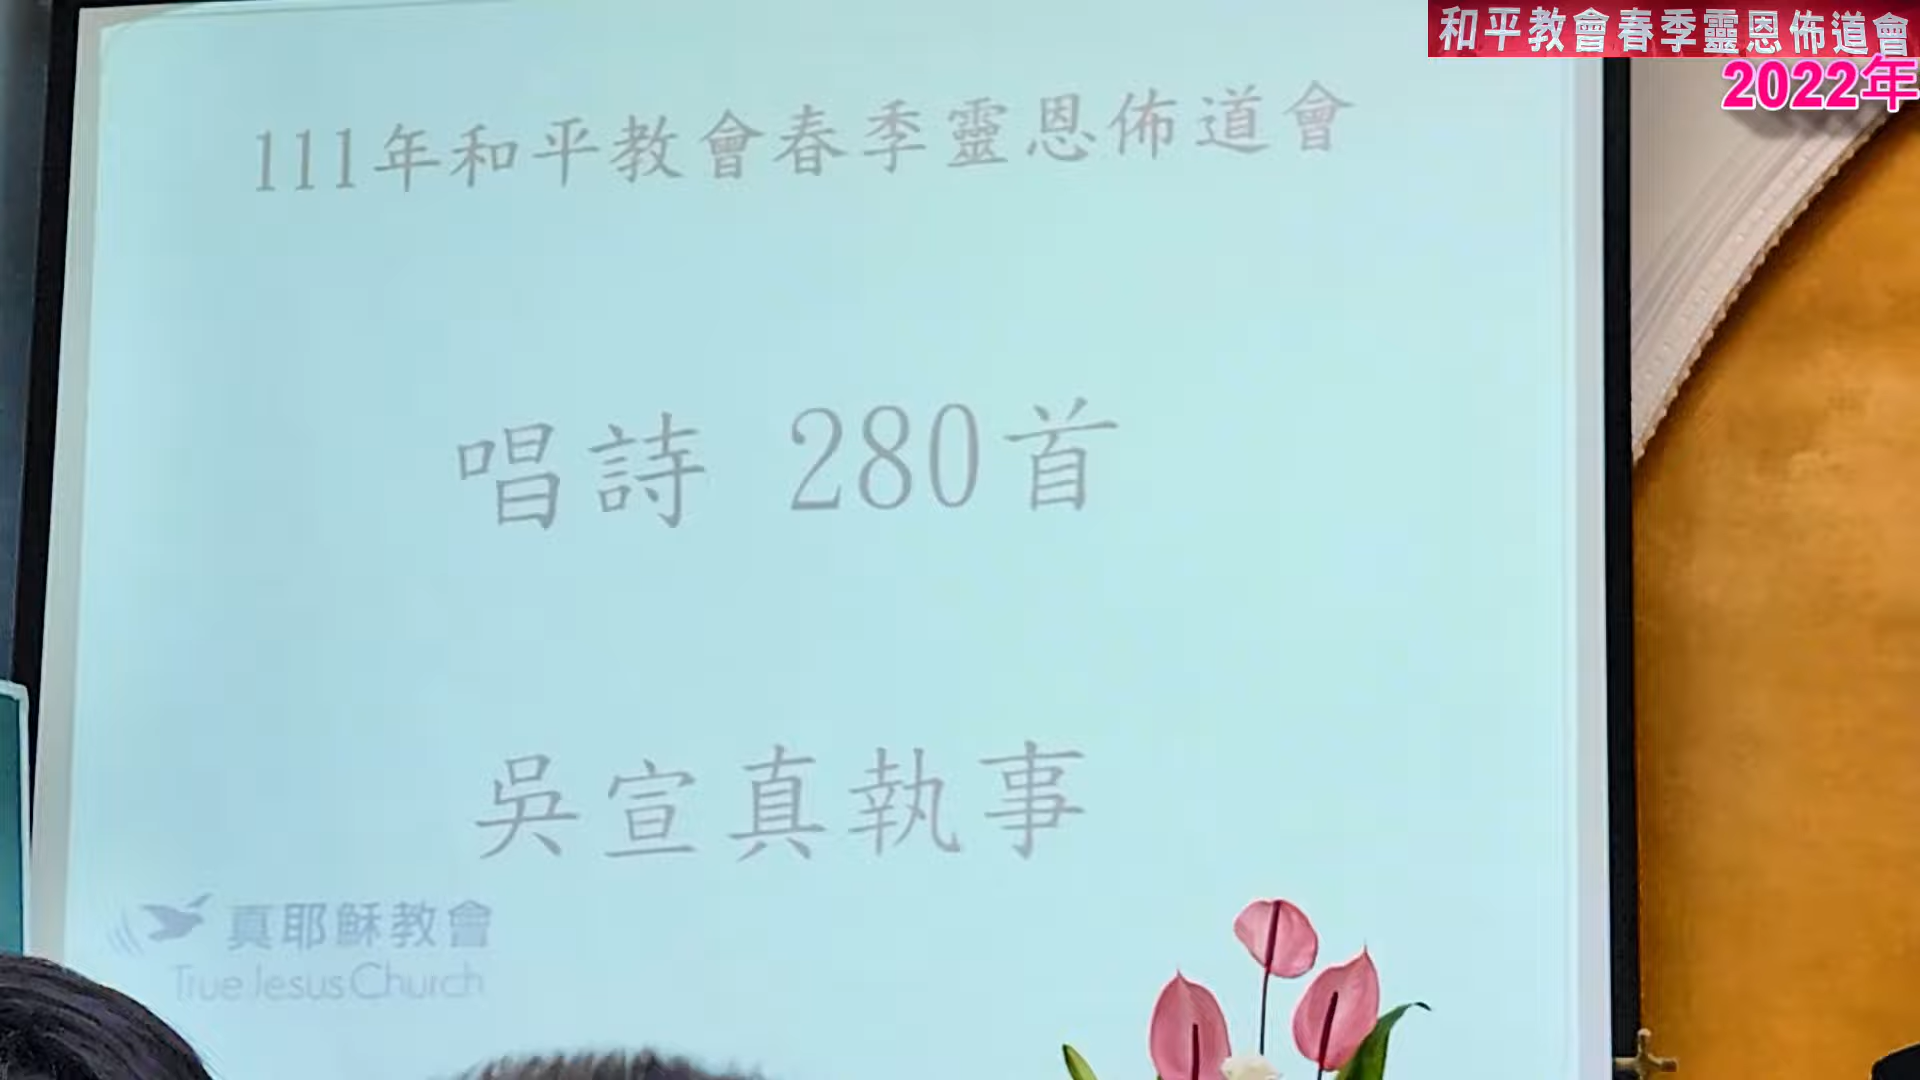 和平教會春季靈恩佈道會
2022年
111年和平教會春季靈恩佈道會
唱詩 280首
吳宣真執事
真耶穌教會
True Jesus Church